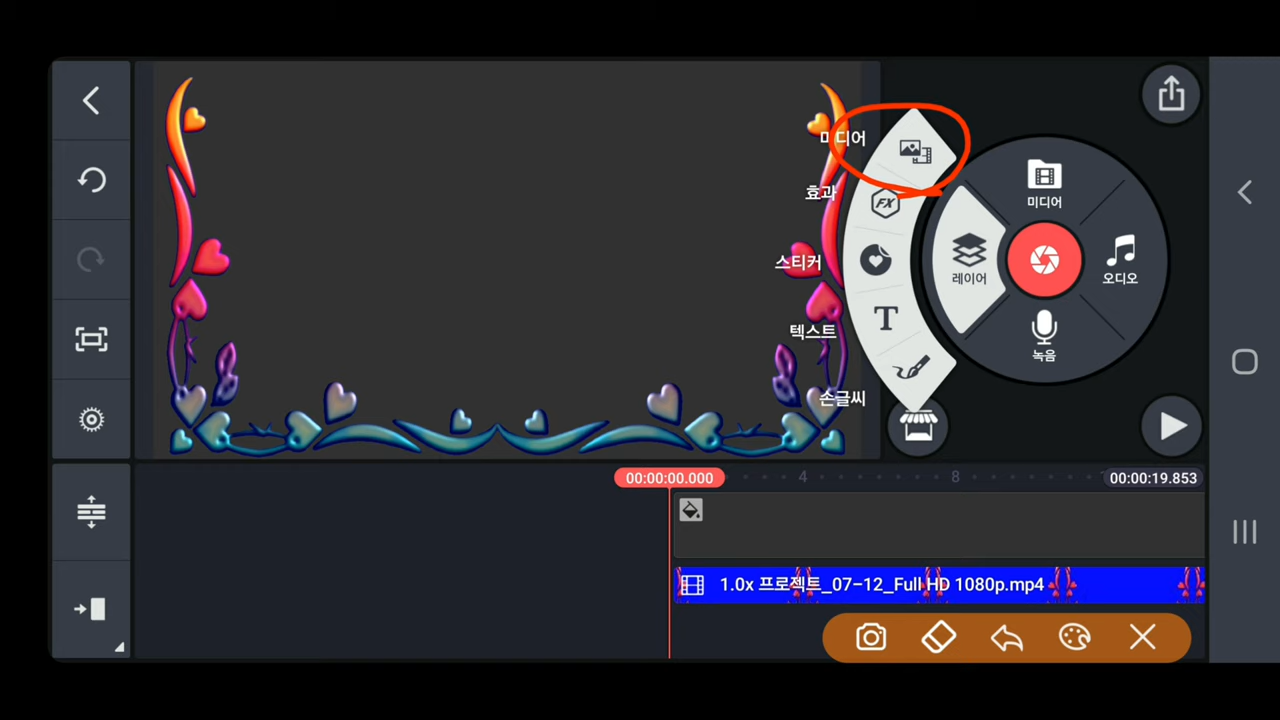 미디어
효과
스티커
텍스트
손글씨
FX
T
미디어
레이어
오디오
녹음
00:00:00.000
4
8
00:00:19.853
1.0x 프로젝트_07-12_Full HD 1080p.mp4